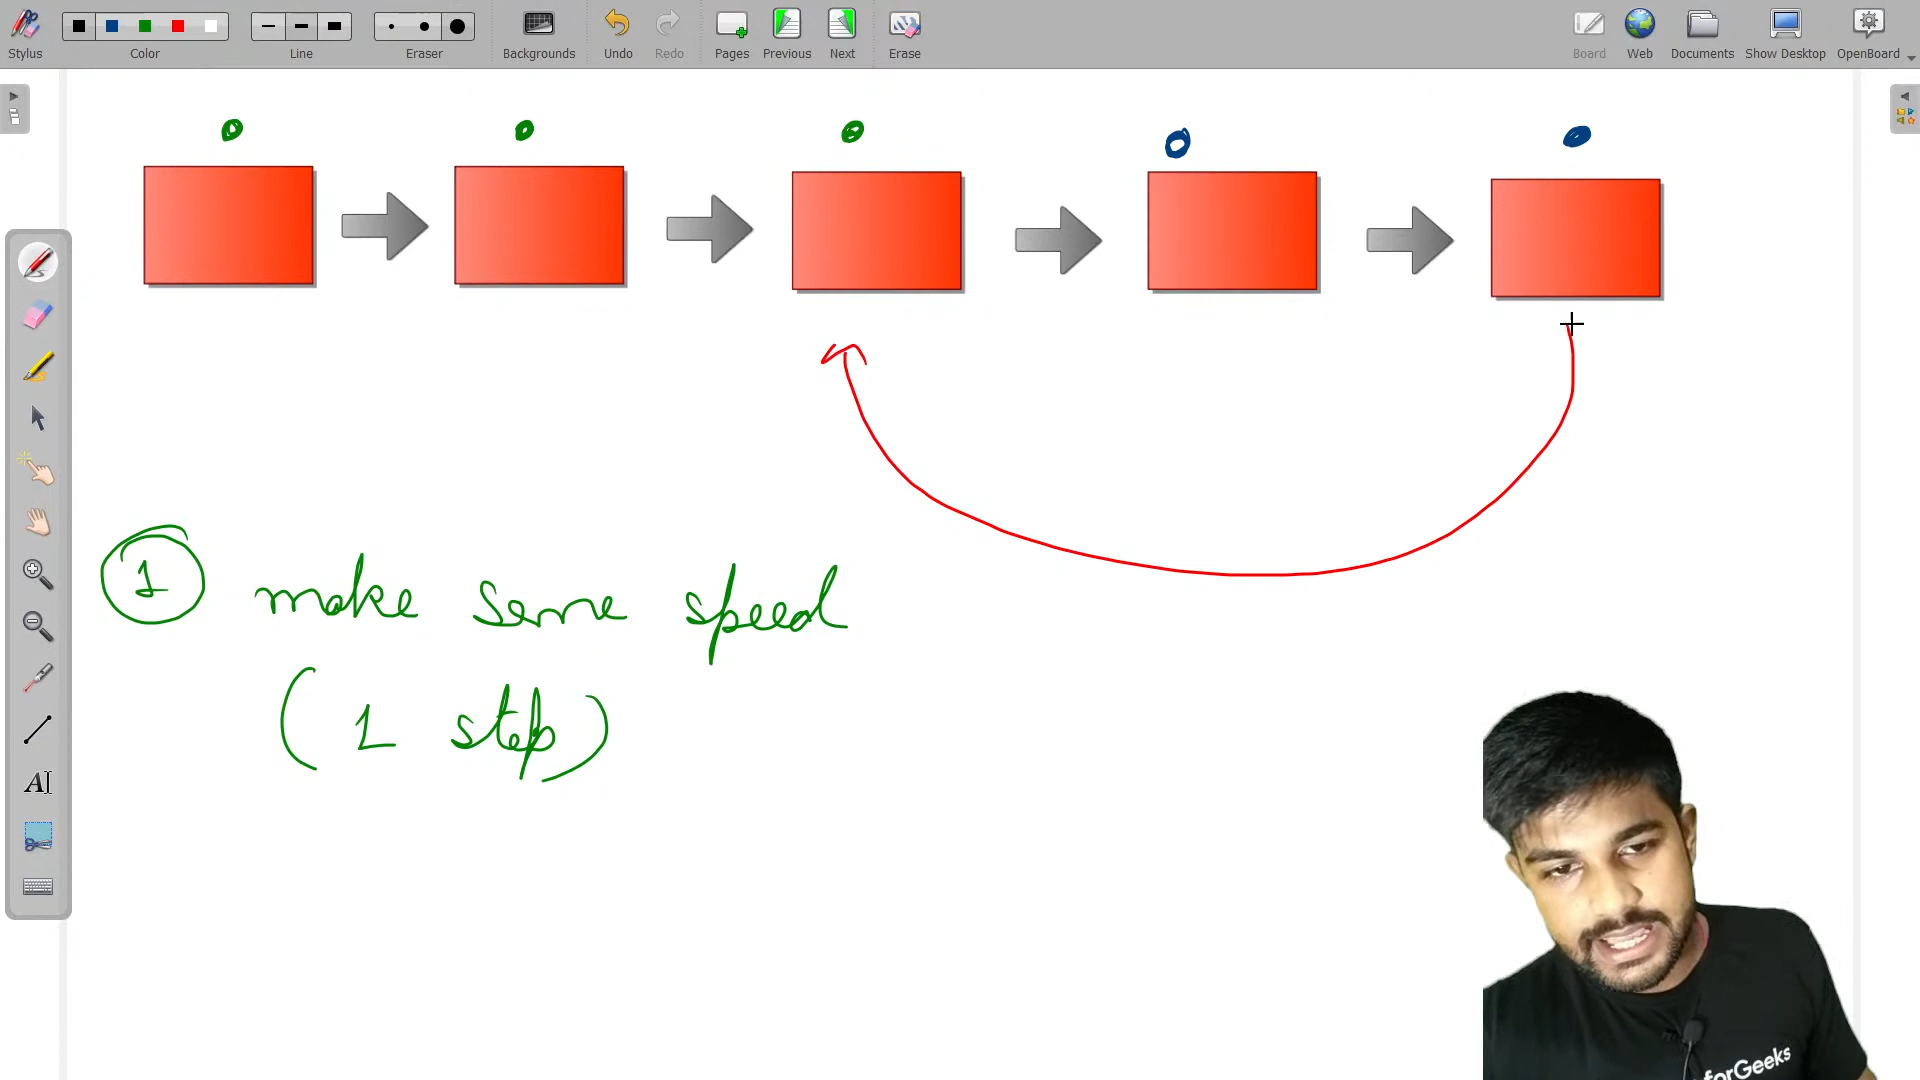 Stylus Color Line Eraser Backgrounds Undo Redo Pages Previous Next Erase Board Web Documents Show Desktop OpenBoard
1 make same speed
(1 step)
forGeeks